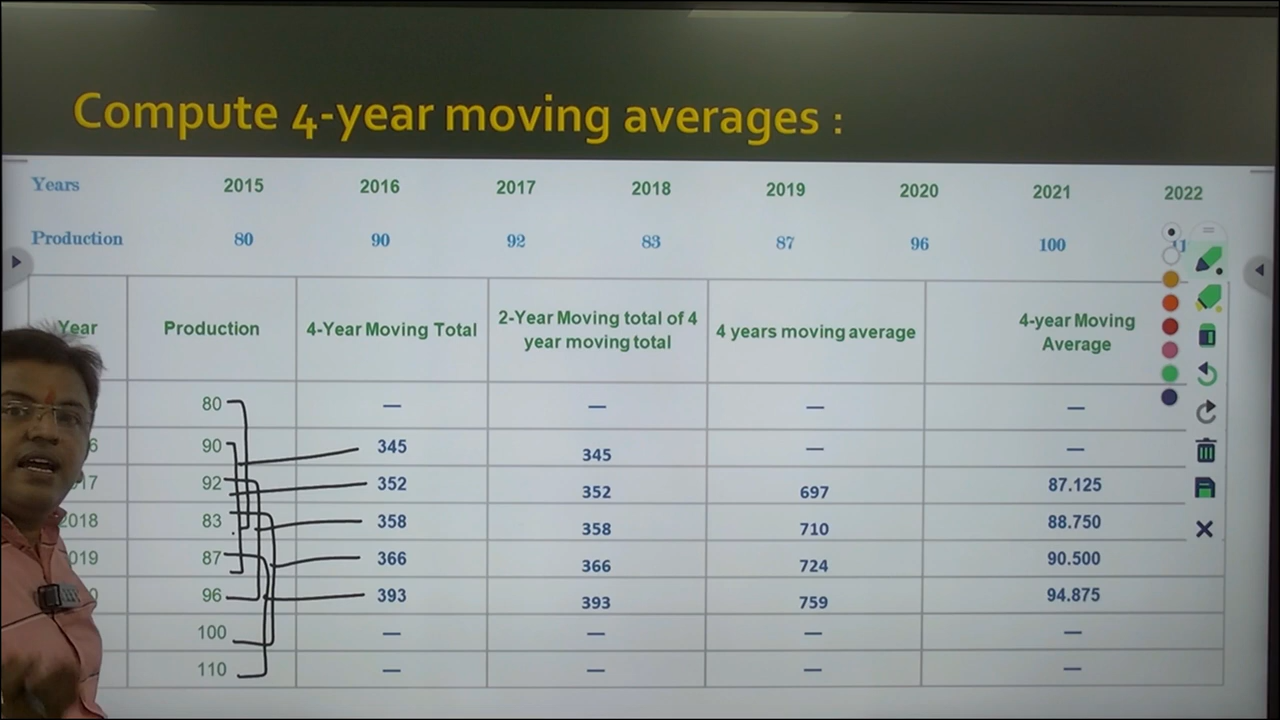 Compute 4-year moving averages :
Years 2015 2016 2017 2018 2019 2020 2021 2022
Production 80 90 92 83 87 96 100
Year Production 4-Year Moving Total 2-Year Moving total of 4 year moving total 4 years moving average 4-year Moving Average
80 — — — —
90 345 345 — —
92 352 352 697 87.125
2018 83 358 358 710 88.750
87 366 366 724 90.500
96 393 393 759 94.875
100 — — — —
110 — — — —